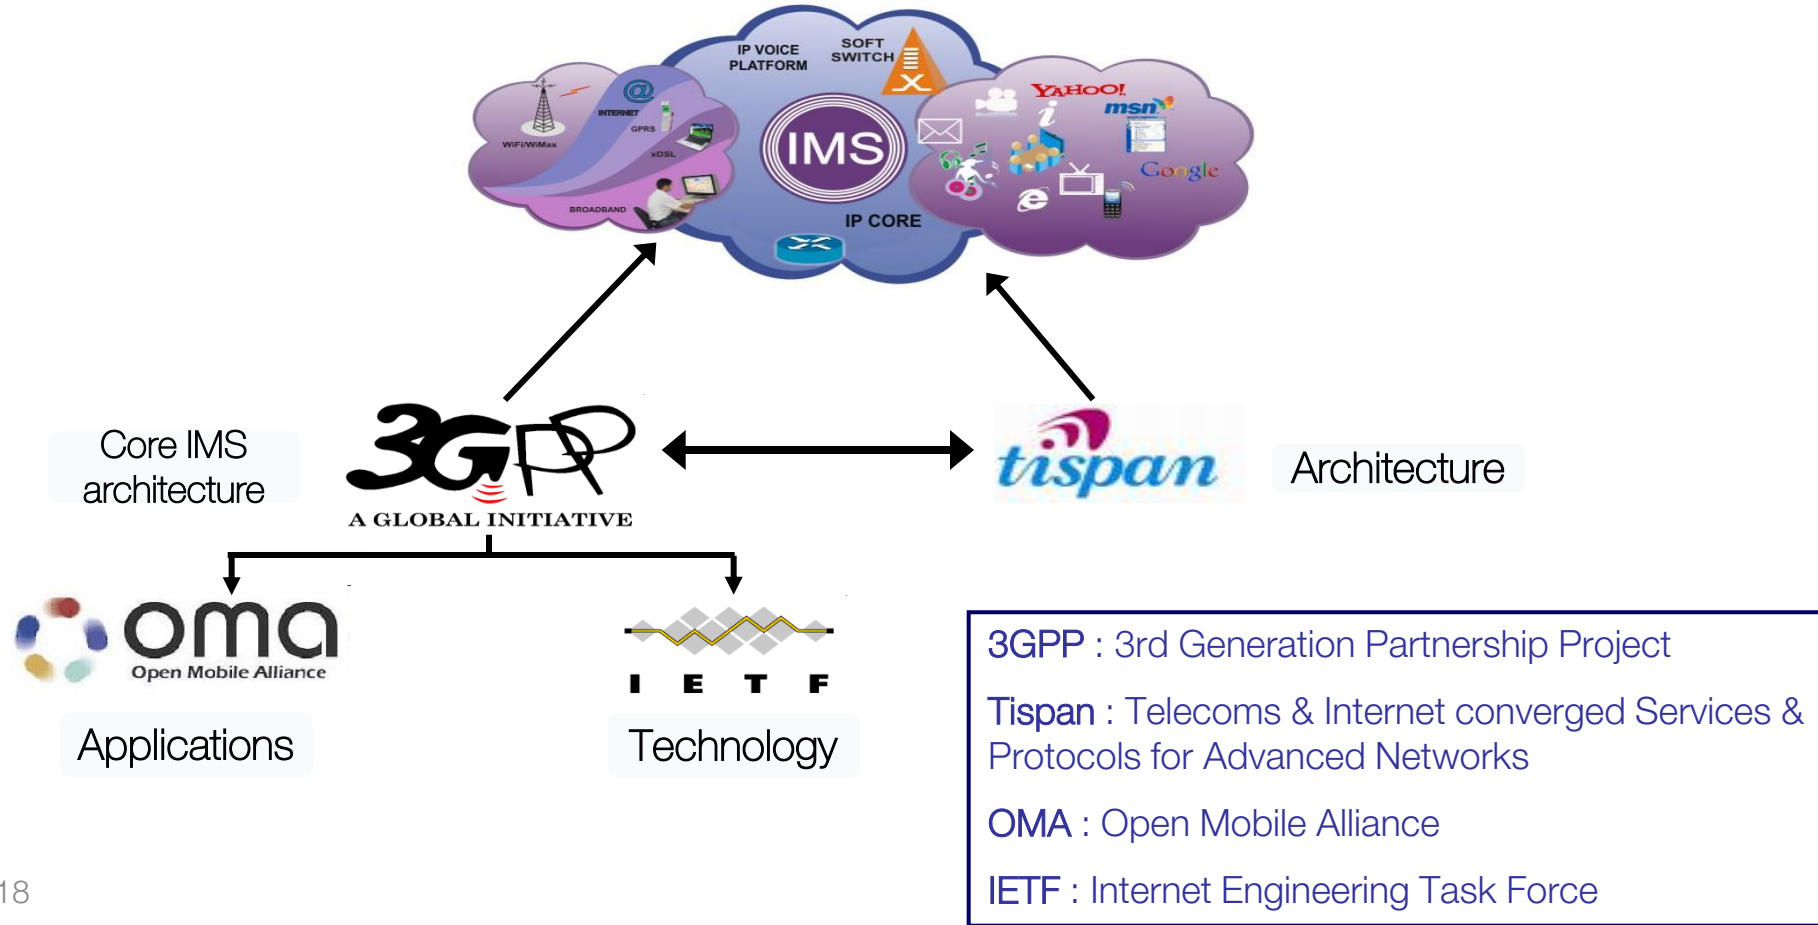 IP VOICE
PLATFORM
SOFT
SWITCH
X
YAHOO!
msn
@
INTERNET
GPRS
WiFi/WiMax
xDSL
IMS
i
Google
BROADBAND
IP CORE
Core IMS
architecture
3GPP
A GLOBAL INITIATIVE
tispan
Architecture
oma
Open Mobile Alliance
I E T F
Applications
Technology
3GPP : 3rd Generation Partnership Project
Tispan : Telecoms & Internet converged Services &
Protocols for Advanced Networks
OMA : Open Mobile Alliance
IETF : Internet Engineering Task Force
18